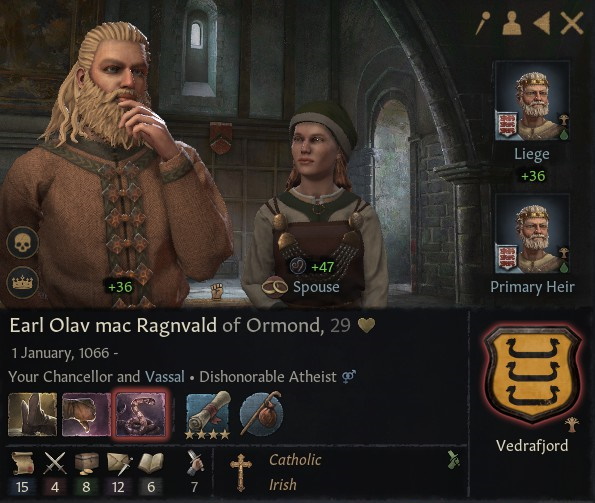 Liege
+36
+47
+36
Spouse
Primary Heir
Earl Olav mac Ragnvald of Ormond, 29
1 January, 1066 -
Your Chancellor and Vassal • Dishonorable Atheist
Vedrafjord
15 4 8 12 6 7
Catholic
Irish